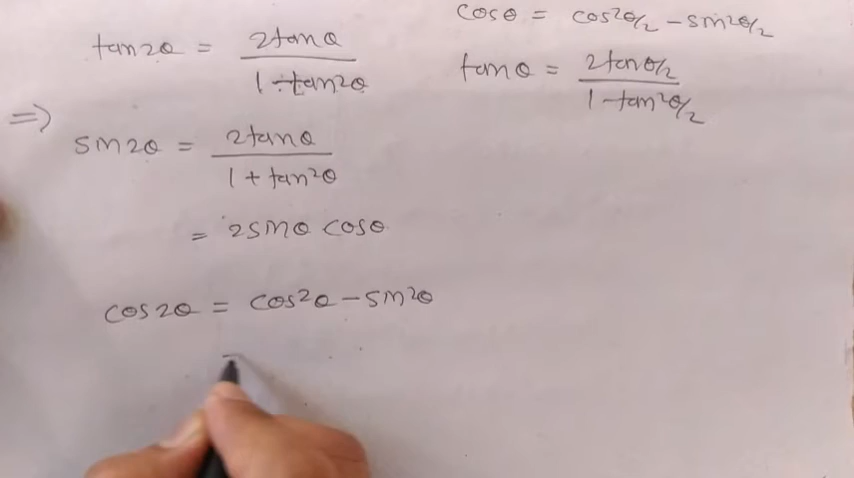 tan2θ = 2tanθ / 1 - tan²θ
⇒ sin2θ = 2tanθ / 1 + tan²θ
= 2sinθ cosθ
cos2θ = cos²θ - sin²θ
cosθ = cos²θ/2 - sin²θ/2
tanθ = 2tanθ/2 / 1 - tan²θ/2